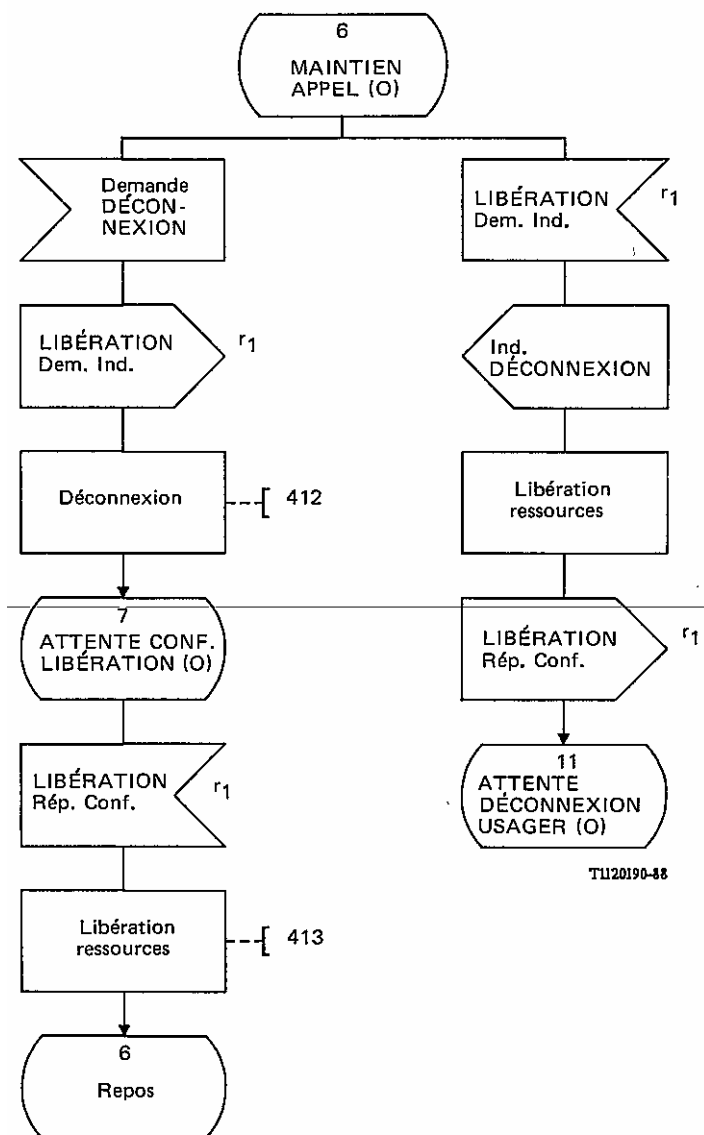 6
MAINTIEN
APPEL (O)
Demande
DÉCON-
NEXION
LIBÉRATION
Dem. Ind.
r1
412
Déconnexion
7
ATTENTE CONF.
LIBÉRATION (O)
LIBÉRATION
Rép. Conf.
r1
Libération
ressources
413
6
Repos
LIBÉRATION
Dem. Ind.
r1
Ind.
DÉCONNEXION
Libération
ressources
LIBÉRATION
Rép. Conf.
r1
11
ATTENTE
DÉCONNEXION
USAGER (O)
T1120190-88